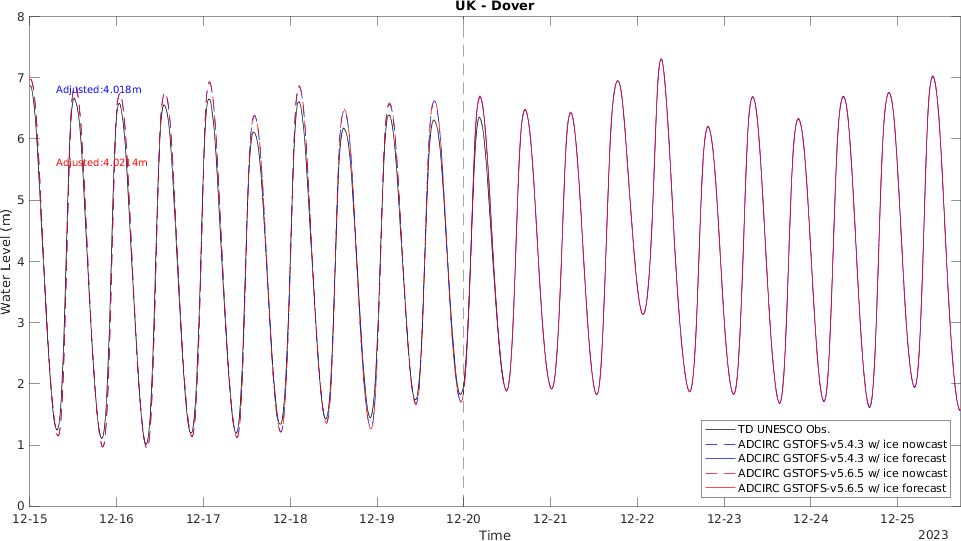 UK - Dover
8
7
6
5
4
3
2
1
0
Water Level (m)
Adjusted:4.018m
Adjusted:4.0214m
TD UNESCO Obs.
ADCIRC GSTOFS-v5.4.3 w/ ice nowcast
ADCIRC GSTOFS-v5.4.3 w/ ice forecast
ADCIRC GSTOFS-v5.6.5 w/ ice nowcast
ADCIRC GSTOFS-v5.6.5 w/ ice forecast
12-15 12-16 12-17 12-18 12-19 12-20 12-21 12-22 12-23 12-24 12-25
Time
2023